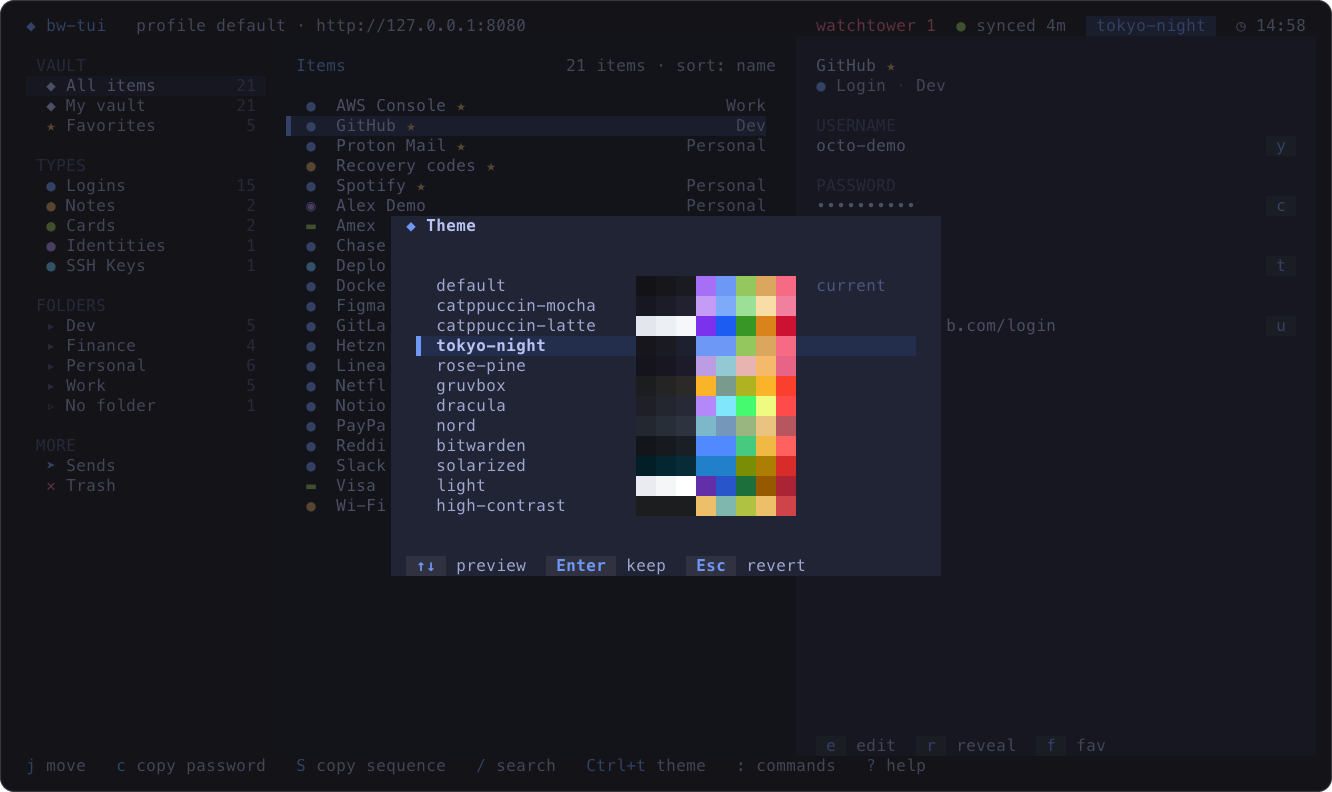 ◆ bw-tui profile default · http://127.0.0.1:8080 watchtower 1 ● synced 4m tokyo-night ◷ 14:58
VAULT
◆ All items 21
◆ My vault 21
★ Favorites 5
TYPES
● Logins 15
● Notes 2
● Cards 2
● Identities 1
● SSH Keys 1
FOLDERS
▸ Dev 5
▸ Finance 4
▸ Personal 6
▸ Work 5
▹ No folder 1
MORE
➤ Sends
✕ Trash
Items 21 items · sort: name
● AWS Console ★ Work
● GitHub ★ Dev
● Proton Mail ★ Personal
● Recovery codes ★
● Spotify ★ Personal
◉ Alex Demo Personal
▬ Amex
● Chase
● Deplo
● Docke
● Figma
● GitLa
● Hetzn
● Linea
● Netfl
● Notio
● PayPa
● Reddi
● Slack
▬ Visa
● Wi-Fi
◆ Theme
default current
catppuccin-mocha
catppuccin-latte
tokyo-night
rose-pine
gruvbox
dracula
nord
bitwarden
solarized
light
high-contrast
↑↓ preview Enter keep Esc revert
GitHub ★
● Login · Dev
USERNAME
octo-demo y
PASSWORD
•••••••••• c
t
b.com/login u
e edit r reveal f fav
j move c copy password S copy sequence / search Ctrl+t theme : commands ? help